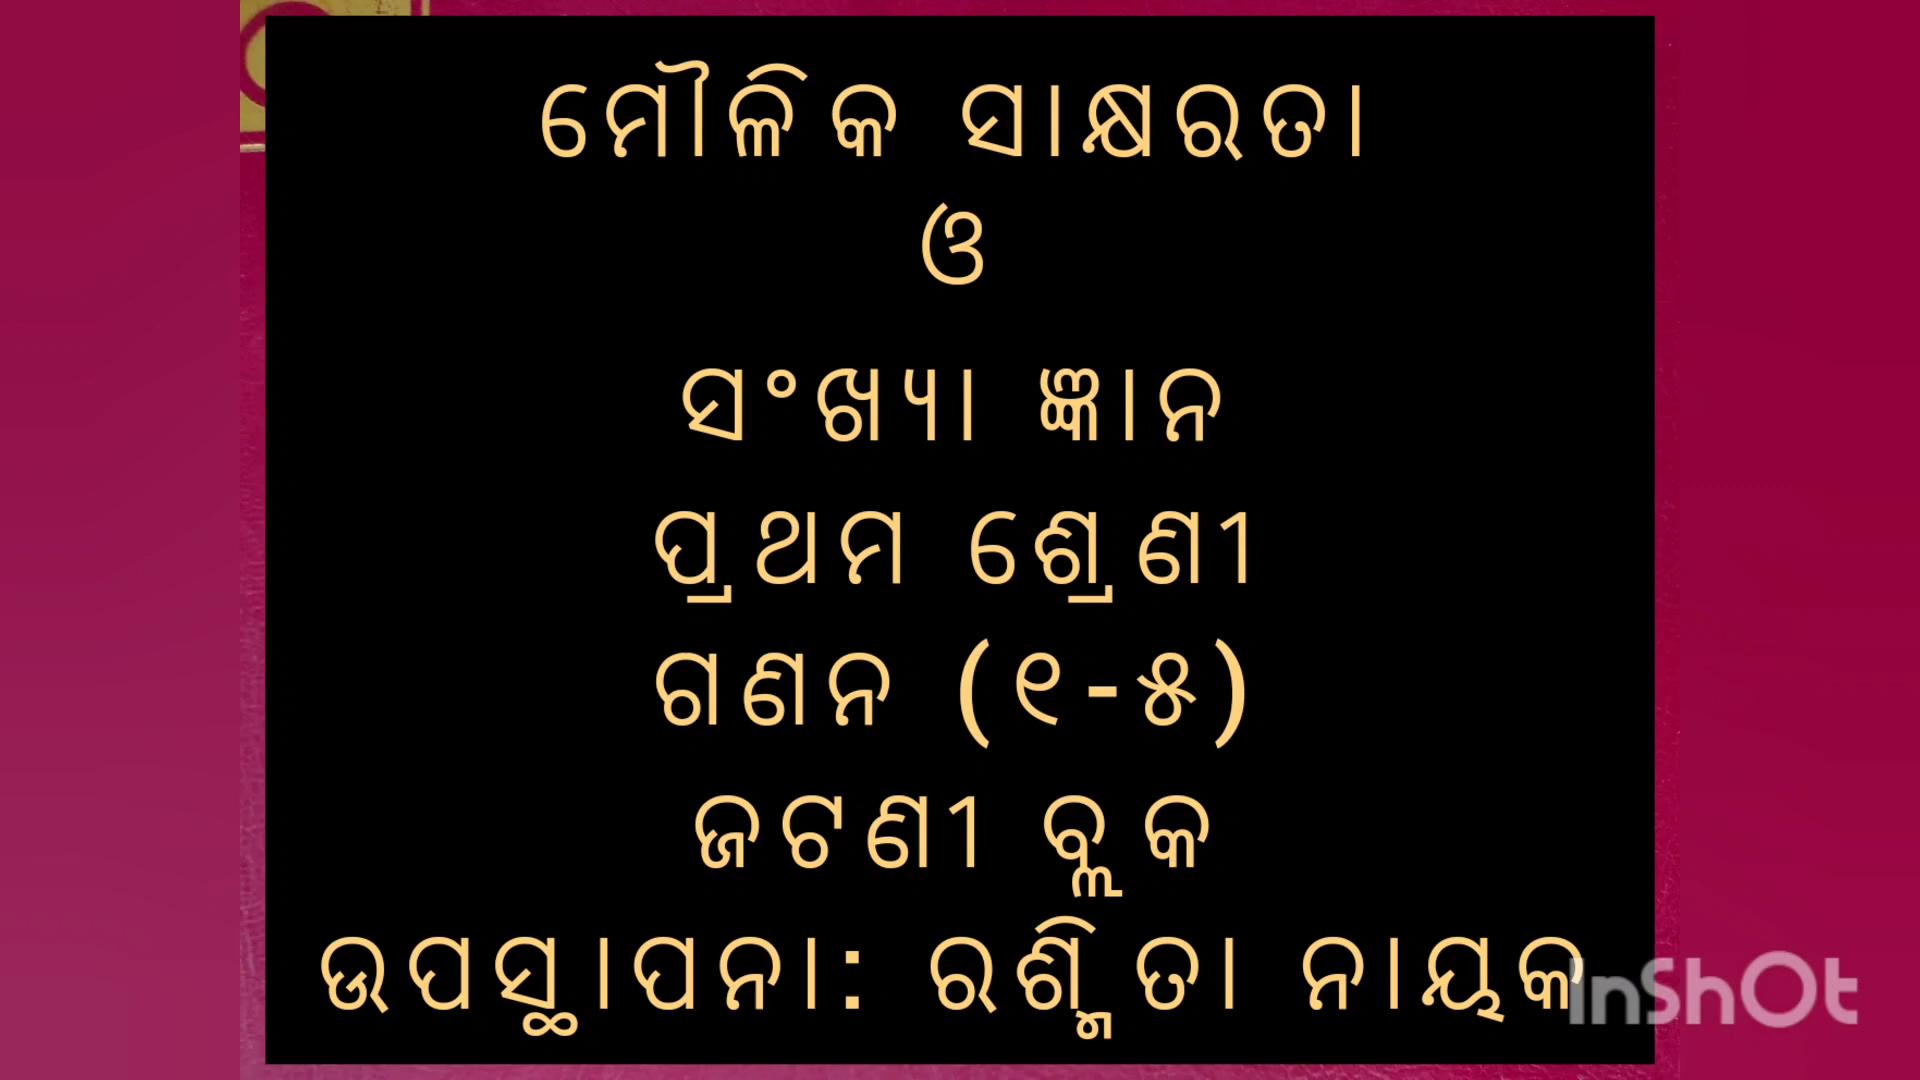 ମୌଳିକ ସାକ୍ଷରତା
ଓ
ସଂଖ୍ୟା ଜ୍ଞାନ
ପ୍ରଥମ ଶ୍ରେଣୀ
ଗଣନ (୧-୫)
ଜଟଣୀ ବ୍ଲକ
ଉପସ୍ଥାପନା: ରଶ୍ମିତା ନାୟକ
InShOt